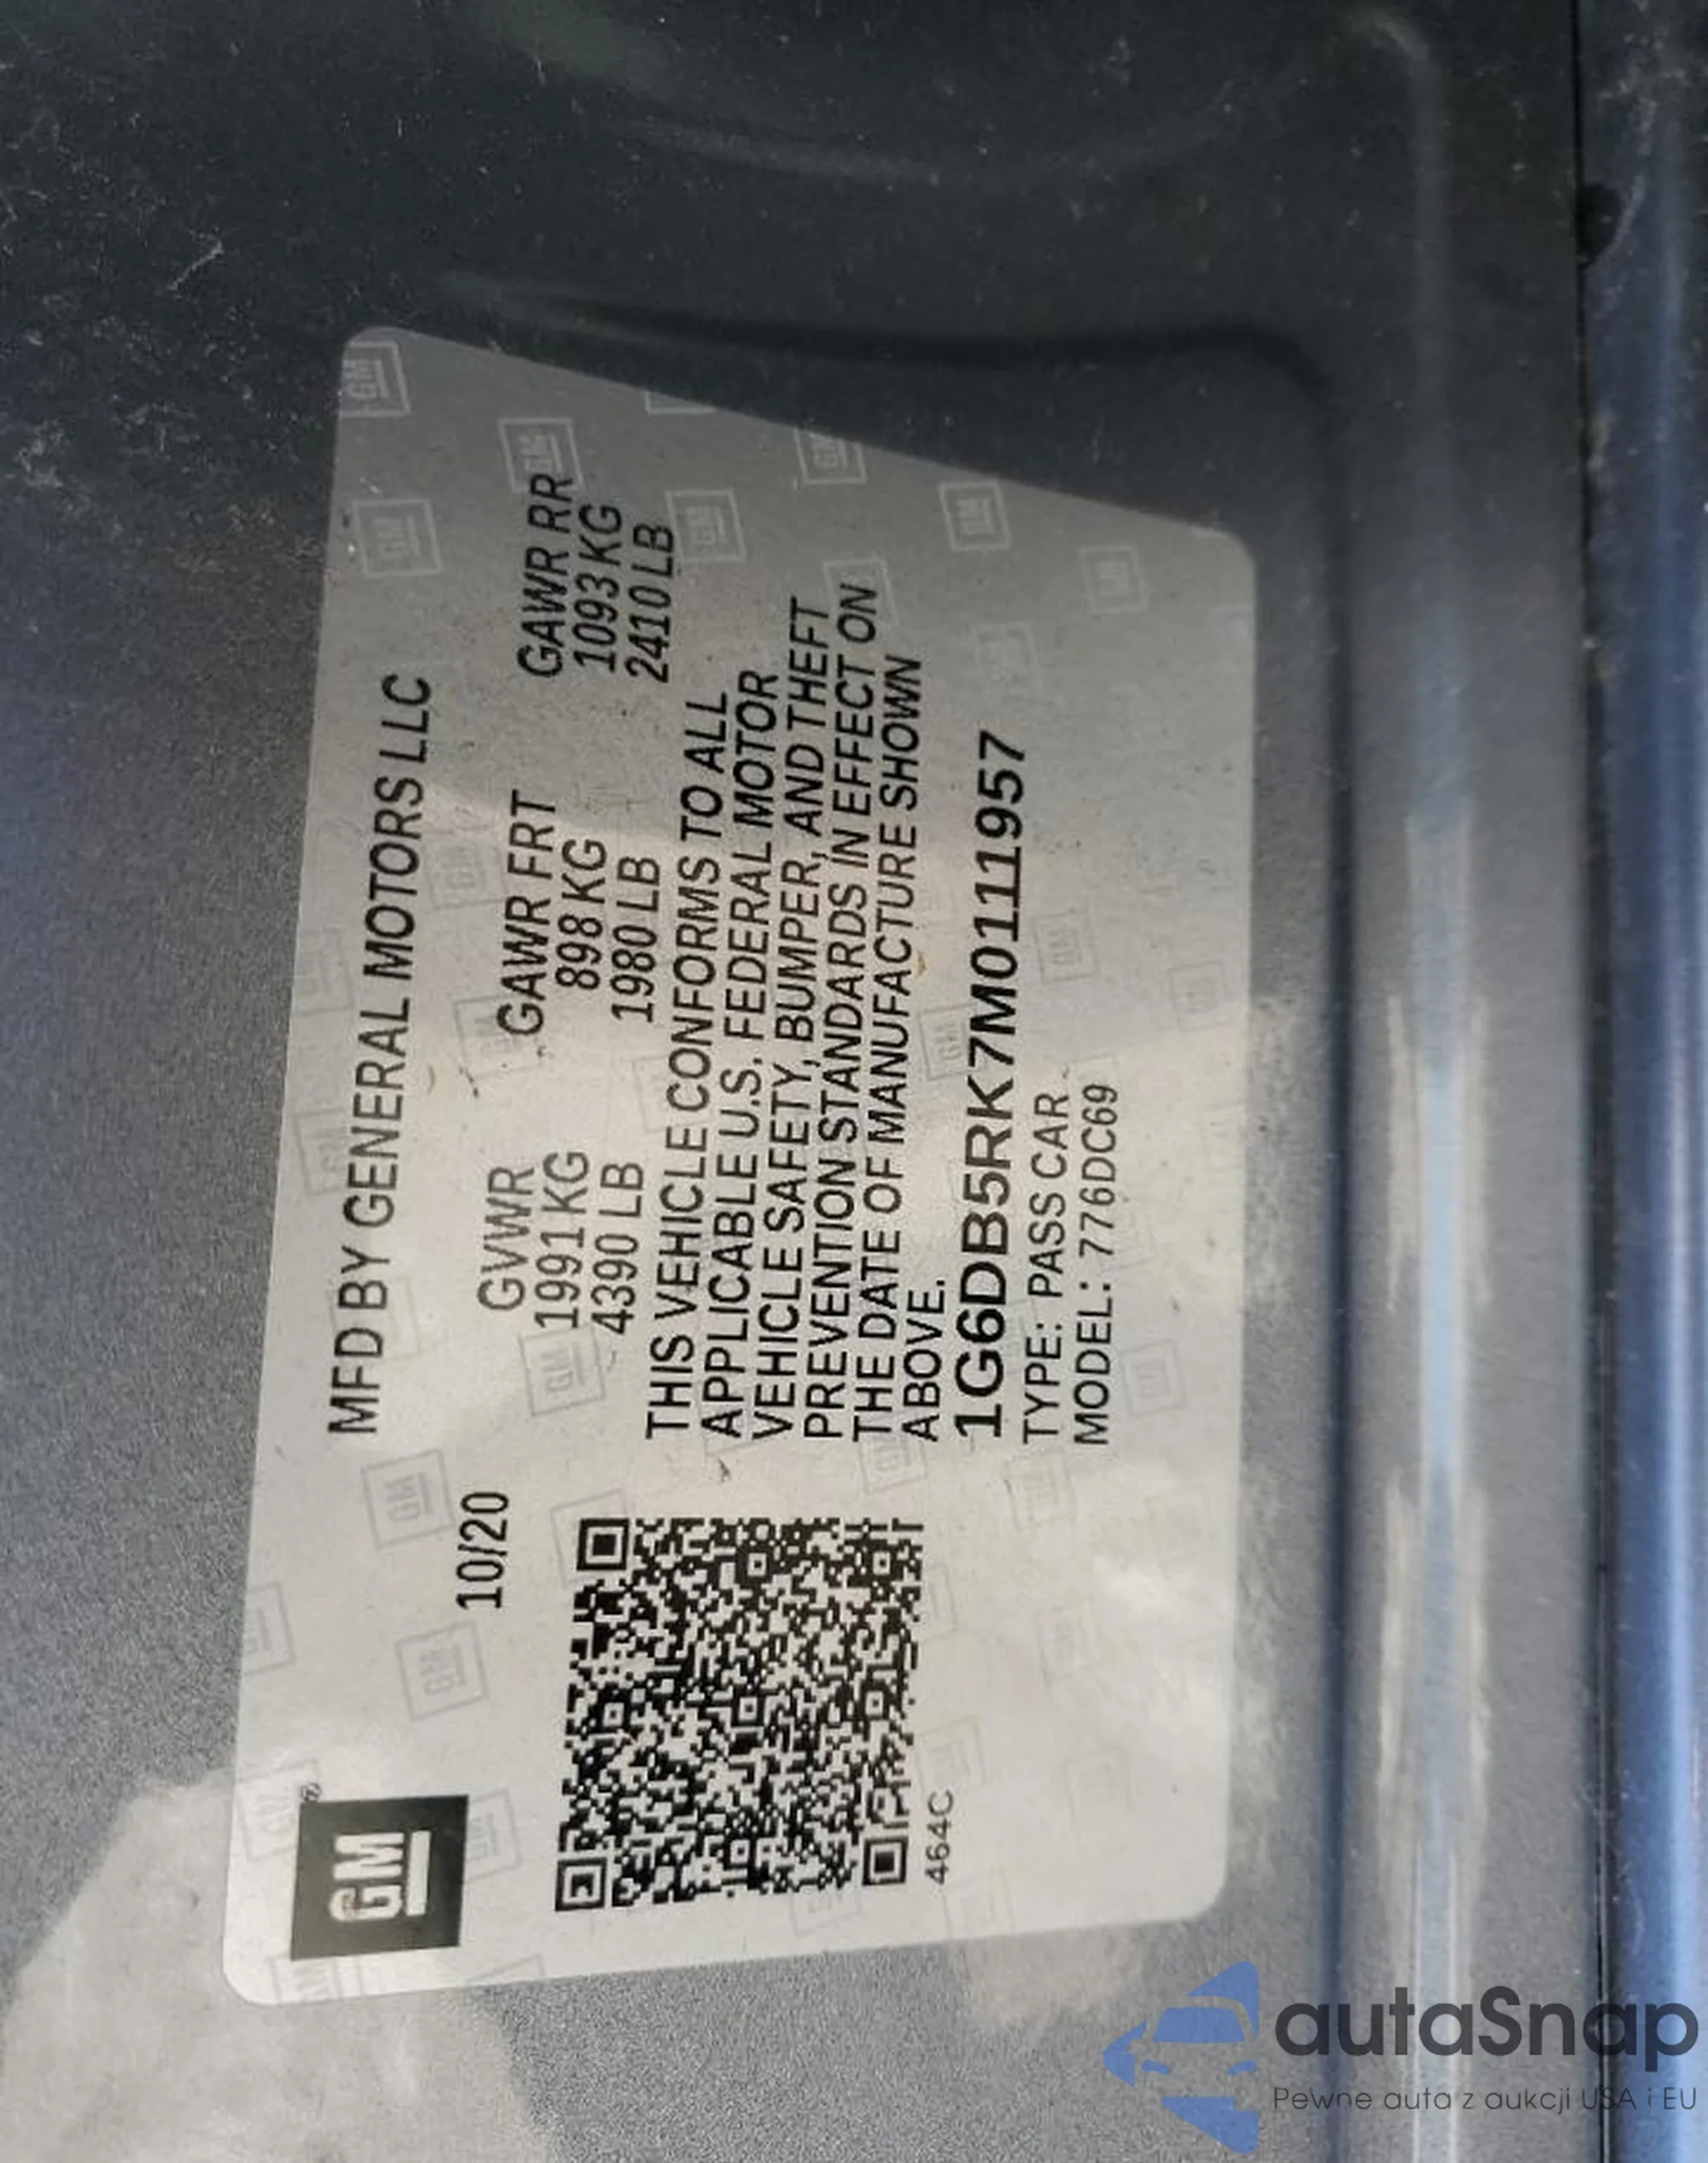 GM
®
MFD BY GENERAL MOTORS LLC
10/20
GVWR GAWR FRT GAWR RR
1991 KG 898 KG 1093 KG
4390 LB 1980 LB 2410 LB
THIS VEHICLE CONFORMS TO ALL
APPLICABLE U.S. FEDERAL MOTOR
VEHICLE SAFETY, BUMPER, AND THEFT
PREVENTION STANDARDS IN EFFECT ON
THE DATE OF MANUFACTURE SHOWN
ABOVE.
1G6DB5RK7M0111957
TYPE: PASS CAR
MODEL: 776DC69
464C
autaSnap
Pewne auta z aukcji USA i EU